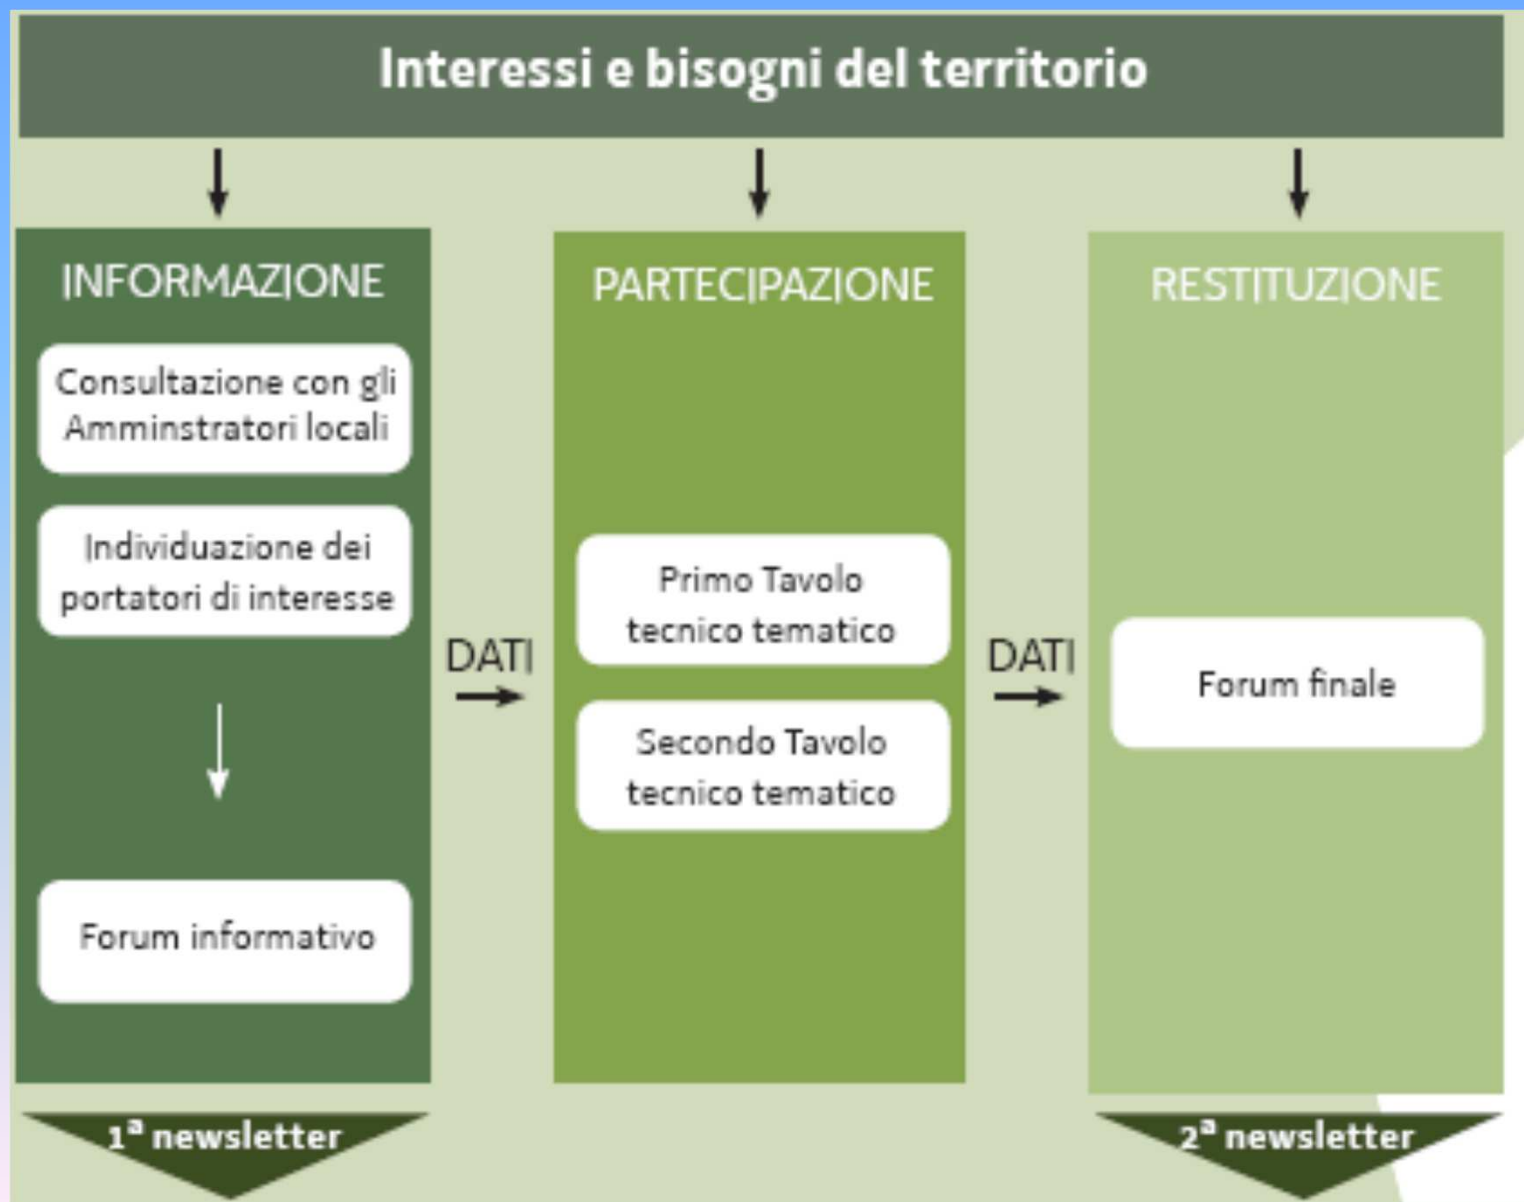 Interessi e bisogni del territorio
INFORMAZIONE
Consultazione con gli
Amminstratori locali
Individuazione dei
portatori di interesse
Forum informativo
1ª newsletter
DATI
PARTECIPAZIONE
Primo Tavolo
tecnico tematico
Secondo Tavolo
tecnico tematico
DATI
RESTITUZIONE
Forum finale
2ª newsletter